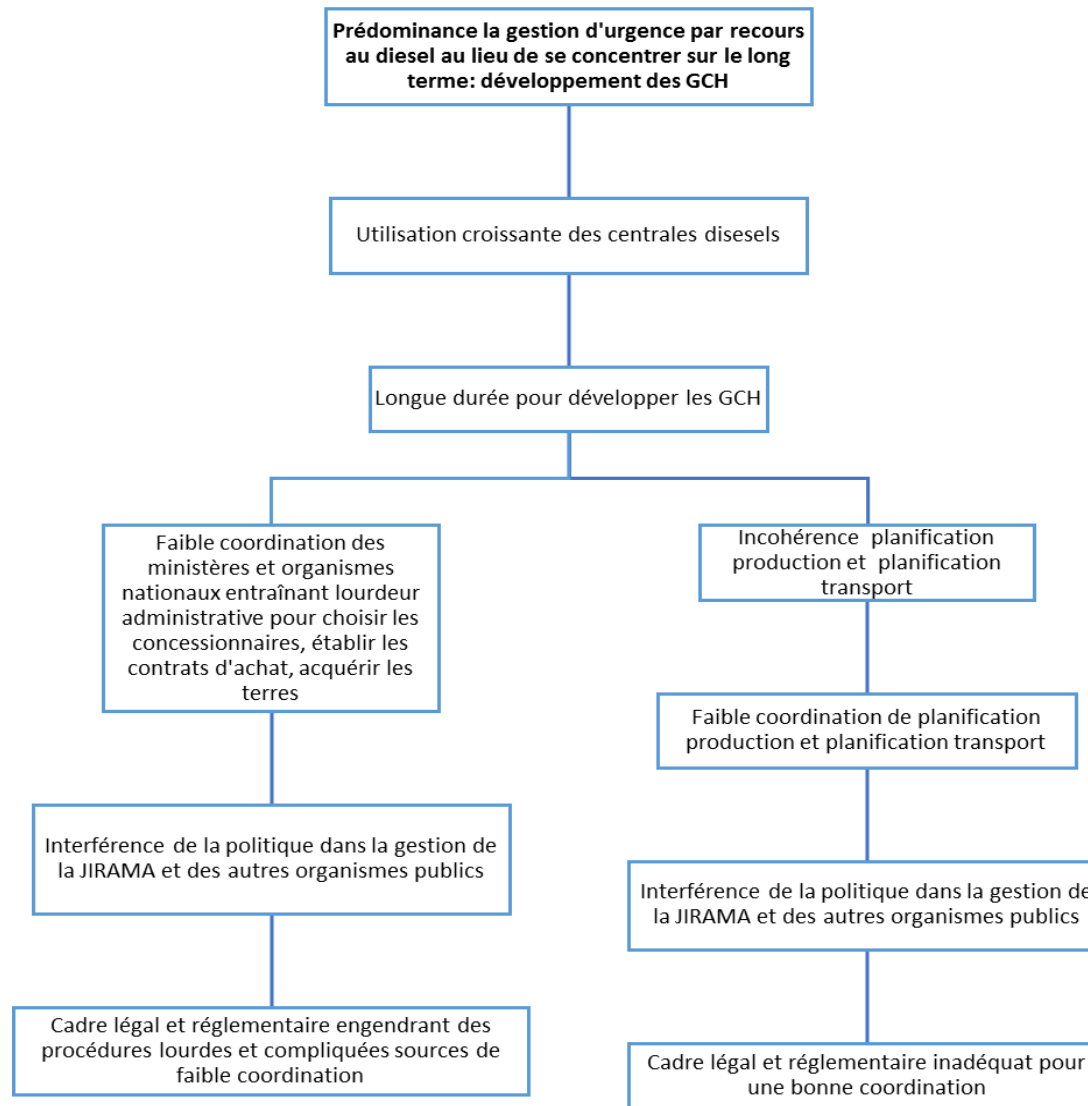 Prédominance la gestion d'urgence par recours
au diesel au lieu de se concentrer sur le long
terme: développement des GCH
Utilisation croissante des centrales disesels
Longue durée pour développer les GCH
Faible coordination des
ministères et organismes
nationaux entraînant lourdeur
administrative pour choisir les
concessionnaires, établir les
contrats d'achat, acquérir les
terres
Incohérence planification
production et planification
transport
Faible coordination de planification
production et planification transport
Interférence de la politique dans la gestion de
la JIRAMA et des autres organismes publics
Interférence de la politique dans la gestion de
la JIRAMA et des autres organismes publics
Cadre légal et réglementaire engendrant des
procédures lourdes et compliquées sources de
faible coordination
Cadre légal et réglementaire inadéquat pour
une bonne coordination